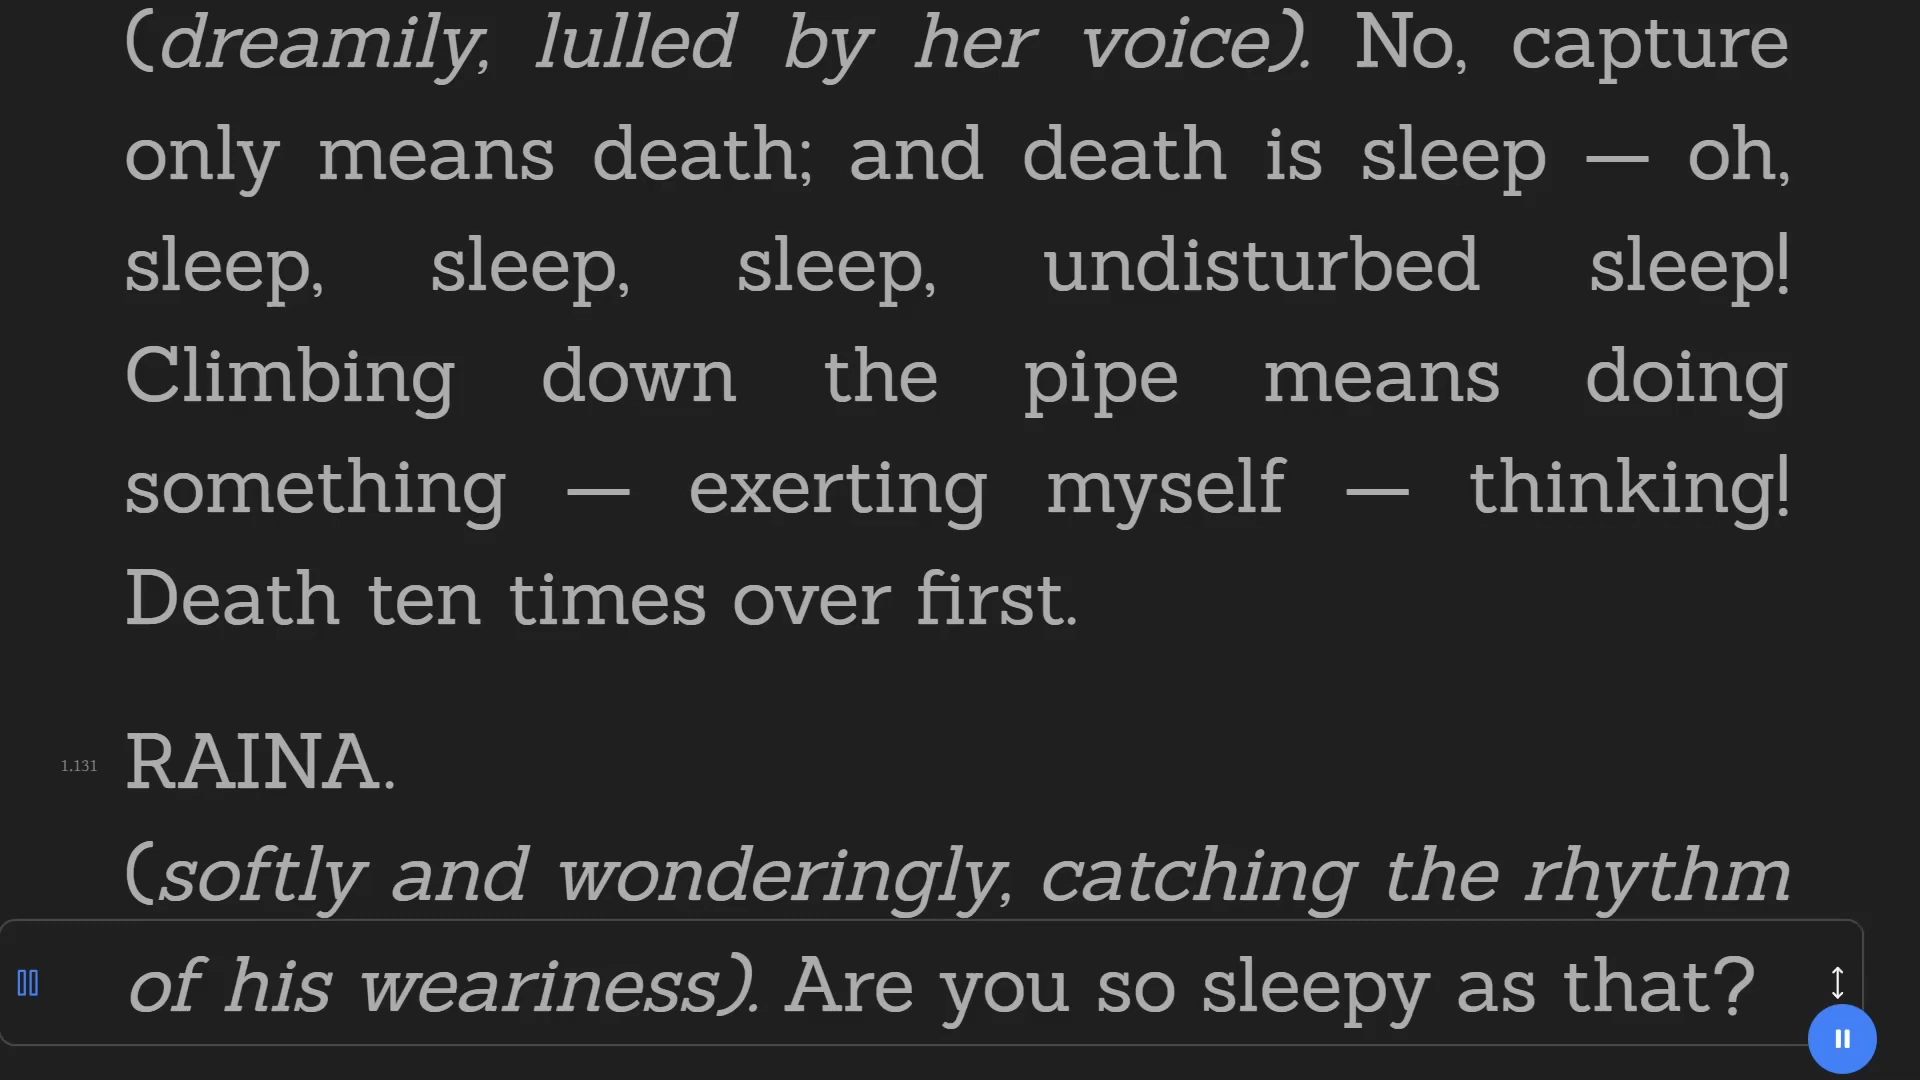 (dreamily, lulled by her voice). No, capture
only means death; and death is sleep — oh,
sleep, sleep, sleep, undisturbed sleep!
Climbing down the pipe means doing
something — exerting myself — thinking!
Death ten times over first.
1.131 RAINA.
(softly and wonderingly, catching the rhythm
of his weariness). Are you so sleepy as that?